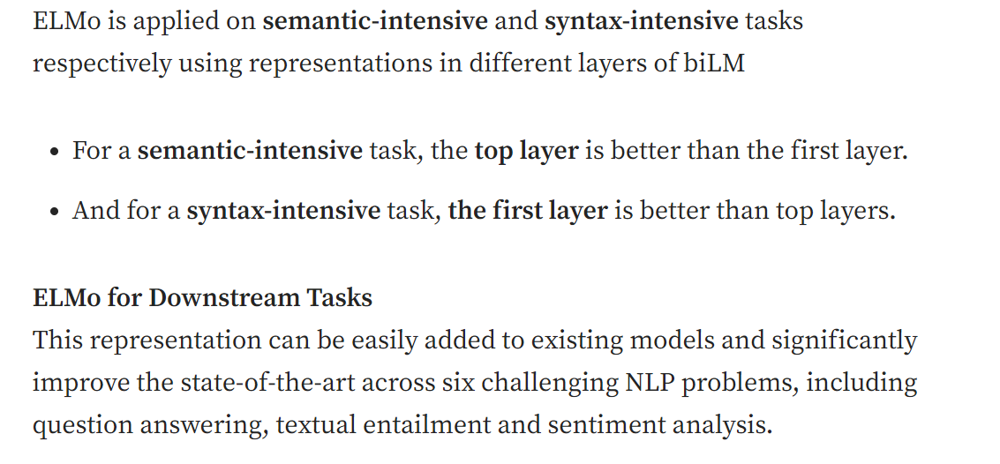 ELMo is applied on semantic-intensive and syntax-intensive tasks
respectively using representations in different layers of biLM
• For a semantic-intensive task, the top layer is better than the first layer.
• And for a syntax-intensive task, the first layer is better than top layers.
ELMo for Downstream Tasks
This representation can be easily added to existing models and significantly
improve the state-of-the-art across six challenging NLP problems, including
question answering, textual entailment and sentiment analysis.